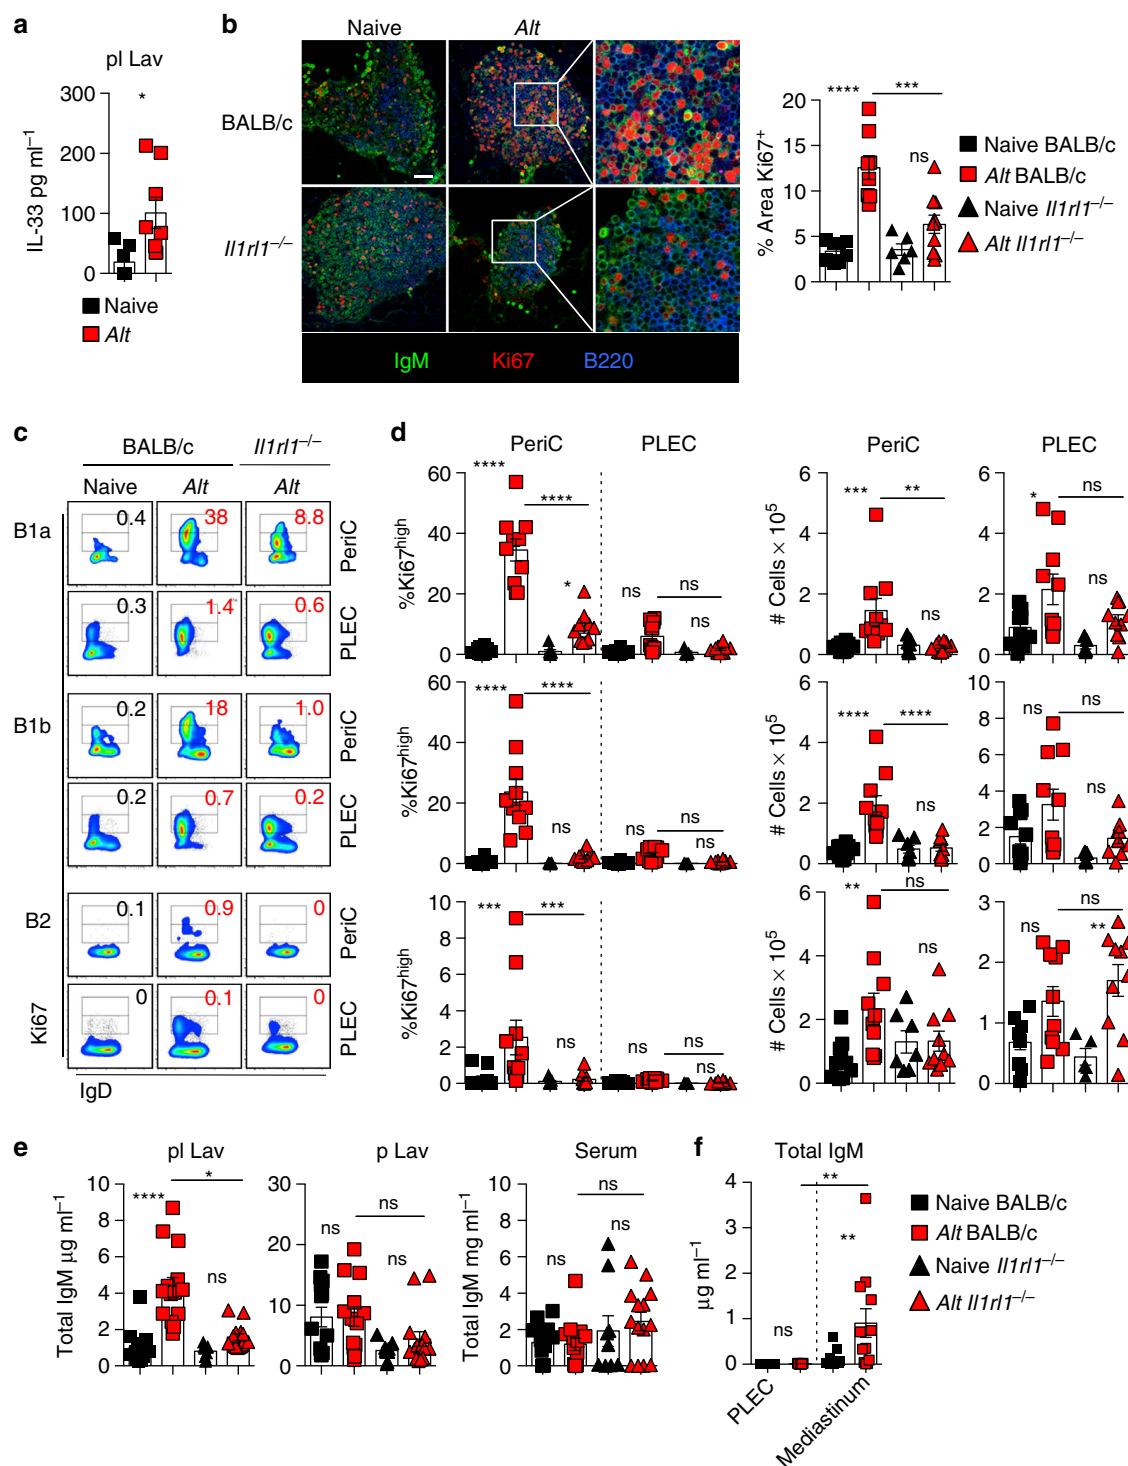 a
pl Lav
*
300
200
100
0
IL-33 pg ml⁻¹
Naive
Alt
b
Naive
Alt
BALB/c
Il1rl1⁻/⁻
IgM Ki67 B220
20
15
10
5
0
% Area Ki67⁺
**** ***
ns
Naive BALB/c
Alt BALB/c
Naive Il1rl1⁻/⁻
Alt Il1rl1⁻/⁻
c
BALB/c Il1rl1⁻/⁻
Naive Alt Alt
B1a 0.4 38 8.8 PeriC
0.3 1.4 0.6 PLEC
B1b 0.2 18 1.0 PeriC
0.2 0.7 0.2 PLEC
B2 0.1 0.9 0 PeriC
0 0.1 0 PLEC
Ki67
IgD
d
PeriC PLEC PeriC PLEC
60
40
20
0
%Ki67ʰⁱᵍʰ
**** **** * ns ns ns
6
4
2
0
# Cells × 10⁵
*** ** ns
6
4
2
0
* ns ns
60
40
20
0
%Ki67ʰⁱᵍʰ
**** **** ns ns ns ns
6
4
2
0
# Cells × 10⁵
**** **** ns
10
8
6
4
2
0
ns ns ns
10
8
6
4
2
0
%Ki67ʰⁱᵍʰ
*** *** ns ns ns ns
6
4
2
0
# Cells × 10⁵
** ns ns
3
2
1
0
ns ns **
e
pl Lav
10
8
6
4
2
0
Total IgM µg ml⁻¹
**** * ns
p Lav
30
20
10
0
ns ns ns
Serum
10
8
6
4
2
0
Total IgM mg ml⁻¹
ns ns ns
f
Total IgM
4
3
2
1
0
µg ml⁻¹
** ** ns
PLEC
Mediastinum
Naive BALB/c
Alt BALB/c
Naive Il1rl1⁻/⁻
Alt Il1rl1⁻/⁻